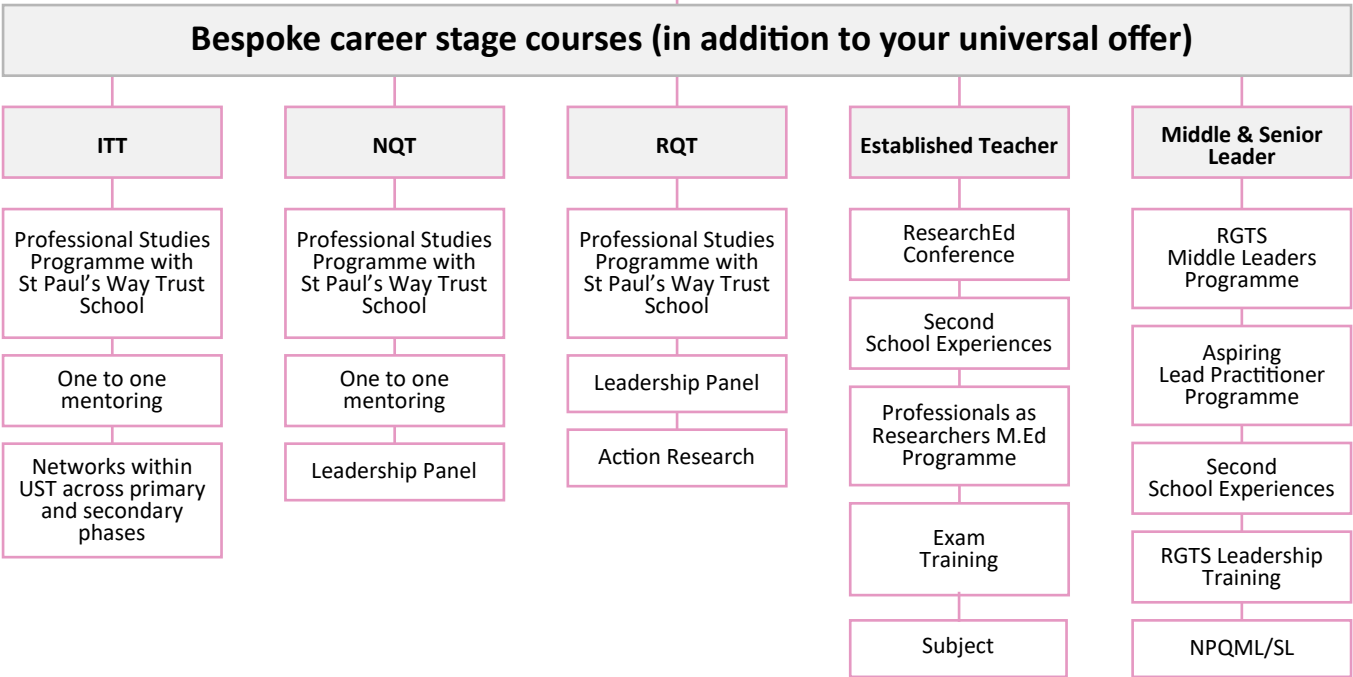 Bespoke career stage courses (in addition to your universal offer)
ITT
Professional Studies
Programme with
St Paul's Way Trust
School
One to one
mentoring
Networks within
UST across primary
and secondary
phases
NQT
Professional Studies
Programme with
St Paul's Way Trust
School
One to one
mentoring
Leadership Panel
RQT
Professional Studies
Programme with
St Paul's Way Trust
School
Leadership Panel
Action Research
Established Teacher
ResearchEd
Conference
Second
School Experiences
Professionals as
Researchers M.Ed
Programme
Exam
Training
Subject
Middle & Senior
Leader
RGTS
Middle Leaders
Programme
Aspiring
Lead Practitioner
Programme
Second
School Experiences
RGTS Leadership
Training
NPQML/SL